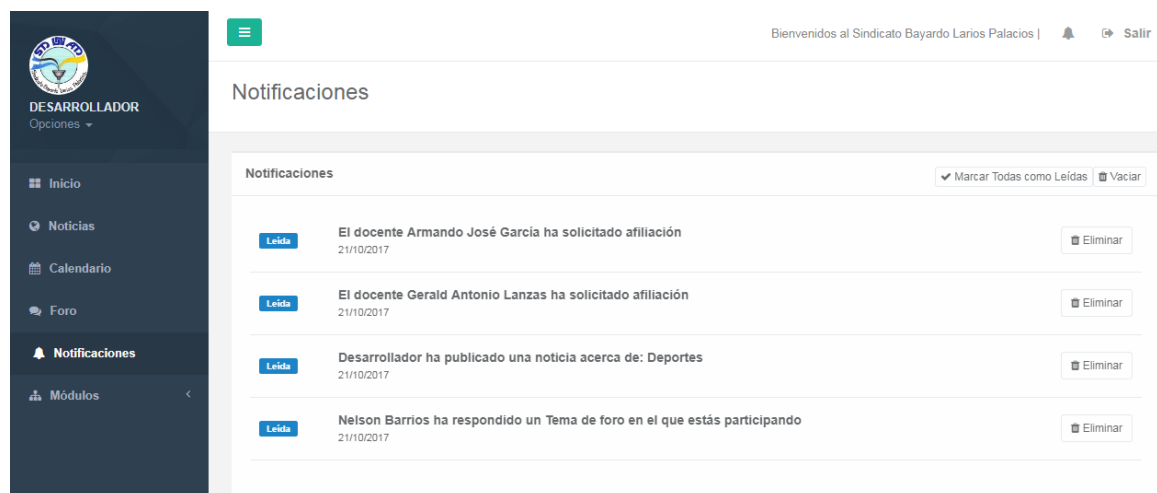 DESARROLLADOR
Opciones
Inicio
Noticias
Calendario
Foro
Notificaciones
Módulos
Bienvenidos al Sindicato Bayardo Larios Palacios |
Salir
Notificaciones
Notificaciones
Marcar Todas como Leídas
Vaciar
Leída
El docente Armando José García ha solicitado afiliación
21/10/2017
Eliminar
Leída
El docente Gerald Antonio Lanzas ha solicitado afiliación
21/10/2017
Eliminar
Leída
Desarrollador ha publicado una noticia acerca de: Deportes
21/10/2017
Eliminar
Leída
Nelson Barrios ha respondido un Tema de foro en el que estás participando
21/10/2017
Eliminar